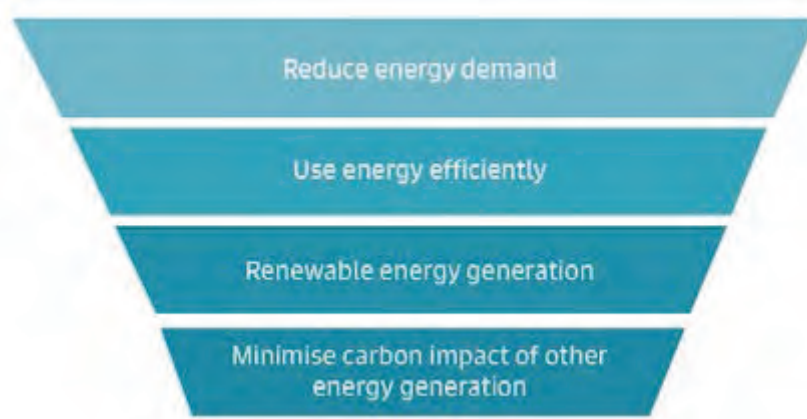 Reduce energy demand
Use energy efficiently
Renewable energy generation
Minimise carbon impact of other
energy generation